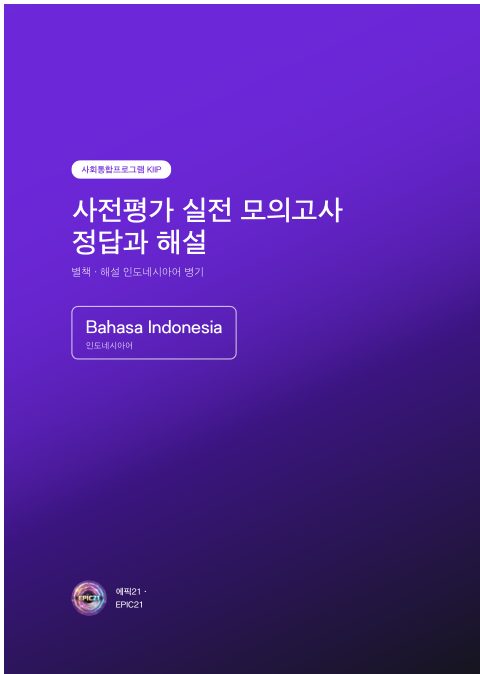 사회통합프로그램 KIIP
사전평가 실전 모의고사
정답과 해설
별책 · 해설 인도네시아어 병기
Bahasa Indonesia
인도네시아어
EPIC21
에픽21 ·
EPIC21